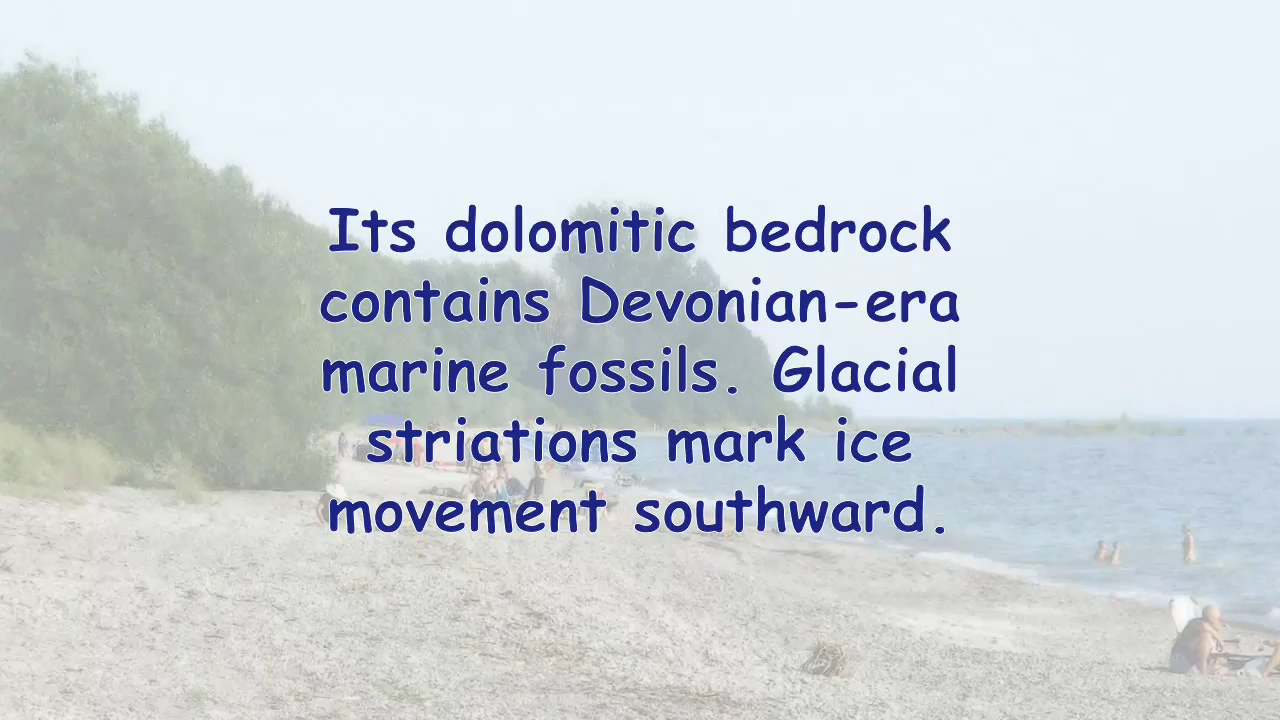 Its dolomitic bedrock
contains Devonian-era
marine fossils. Glacial
striations mark ice
movement southward.